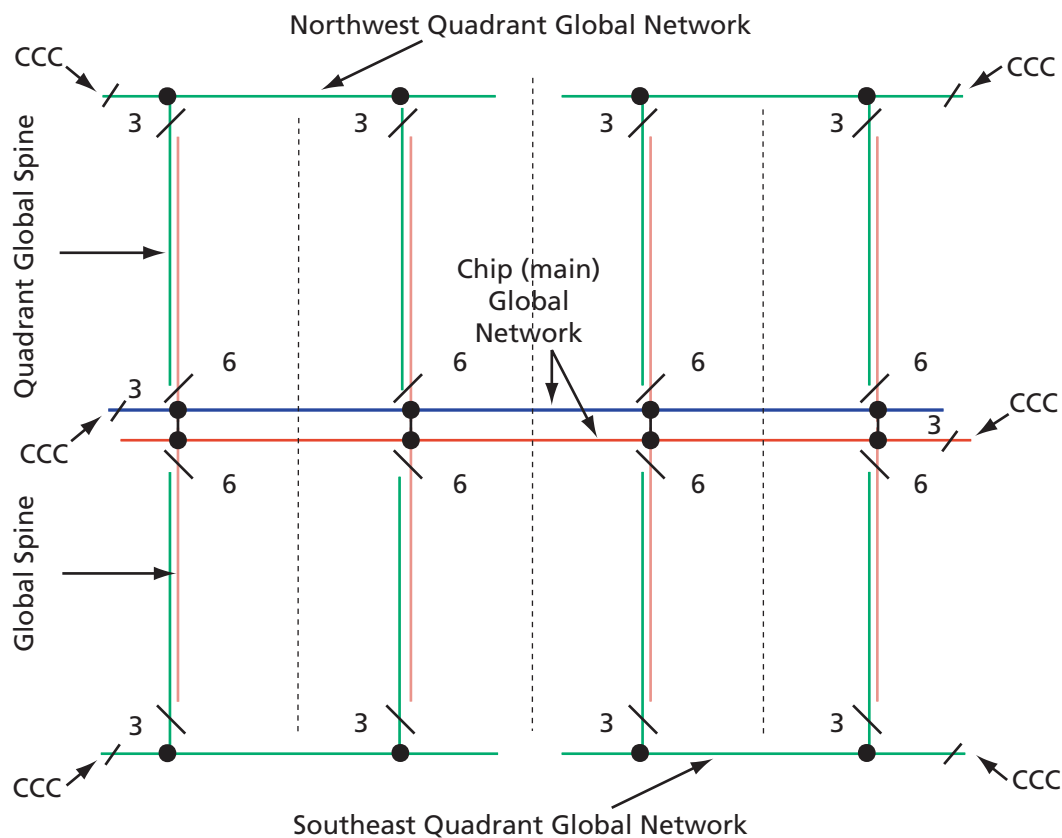 Northwest Quadrant Global Network
CCC
CCC
3
3
3
3
Quadrant Global Spine
Chip (main)
Global
Network
6
6
6
6
3
CCC
CCC
3
6
6
6
6
Global Spine
3
3
3
3
CCC
CCC
Southeast Quadrant Global Network